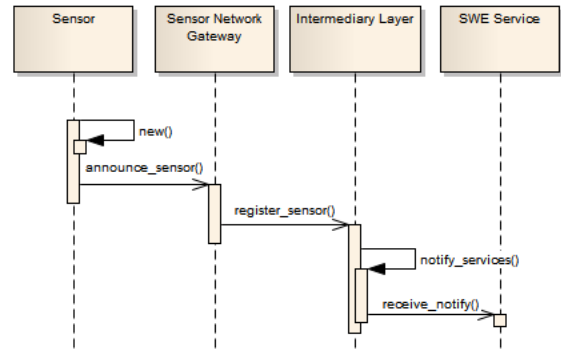 Sensor
Sensor Network
Gateway
Intermediary Layer
SWE Service
new()
announce_sensor()
register_sensor()
notify_services()
receive_notify()